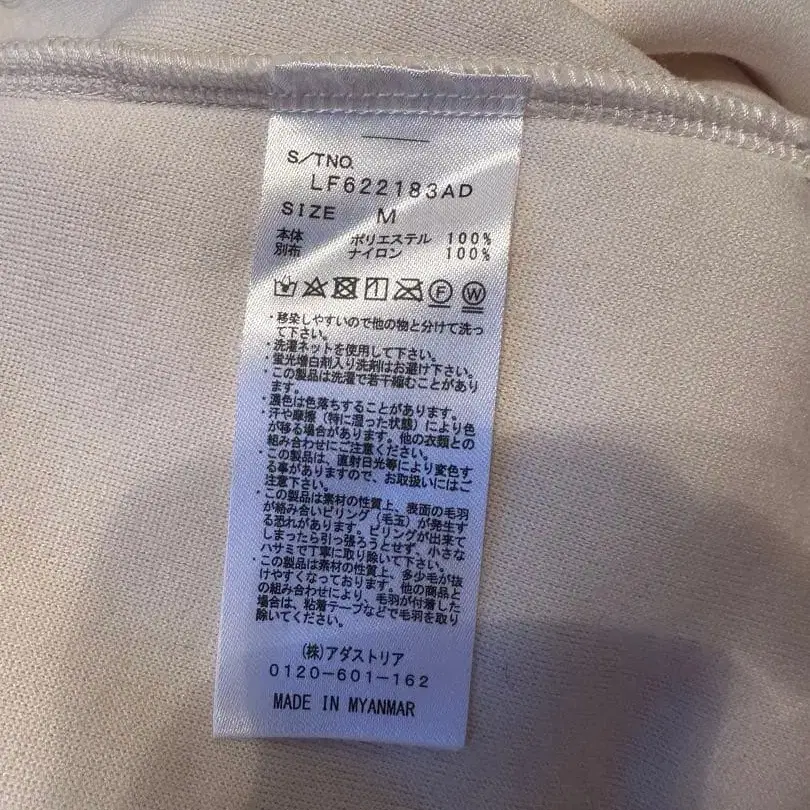 S/TNO.
LF622183AD
SIZE M
本体 ポリエステル 100%
別布 ナイロン 100%
F W
・移染しやすいので他の物と分けて洗っ
て下さい。
・洗濯ネットを使用して下さい。
・蛍光増白剤入り洗剤はお避け下さい。
・この製品は洗濯で若干縮むことがあり
ます。
・濃色は色落ちすることがあります。
・汗や摩擦（特に湿った状態）により色
が移る場合があります。他の衣類との
組み合わせにご注意ください。
・この製品は、直射日光等により変色す
る事がありますので、お取扱いにはご
注意下さい。
・この製品は素材の性質上、表面の毛羽
が絡み合いピリング（毛玉）が発生す
る恐れがあります。ピリングが出来て
しまったら引っ張ろうとせず、小さな
ハサミで丁寧に取り除いて下さい。
・この製品は素材の性質上、多少毛が抜
けやすくなっております。他の商品と
の組み合わせにより、毛羽が付着した
場合は、粘着テープなどで毛羽を取り
除いてください。
(株)アダストリア
0120-601-162
MADE IN MYANMAR